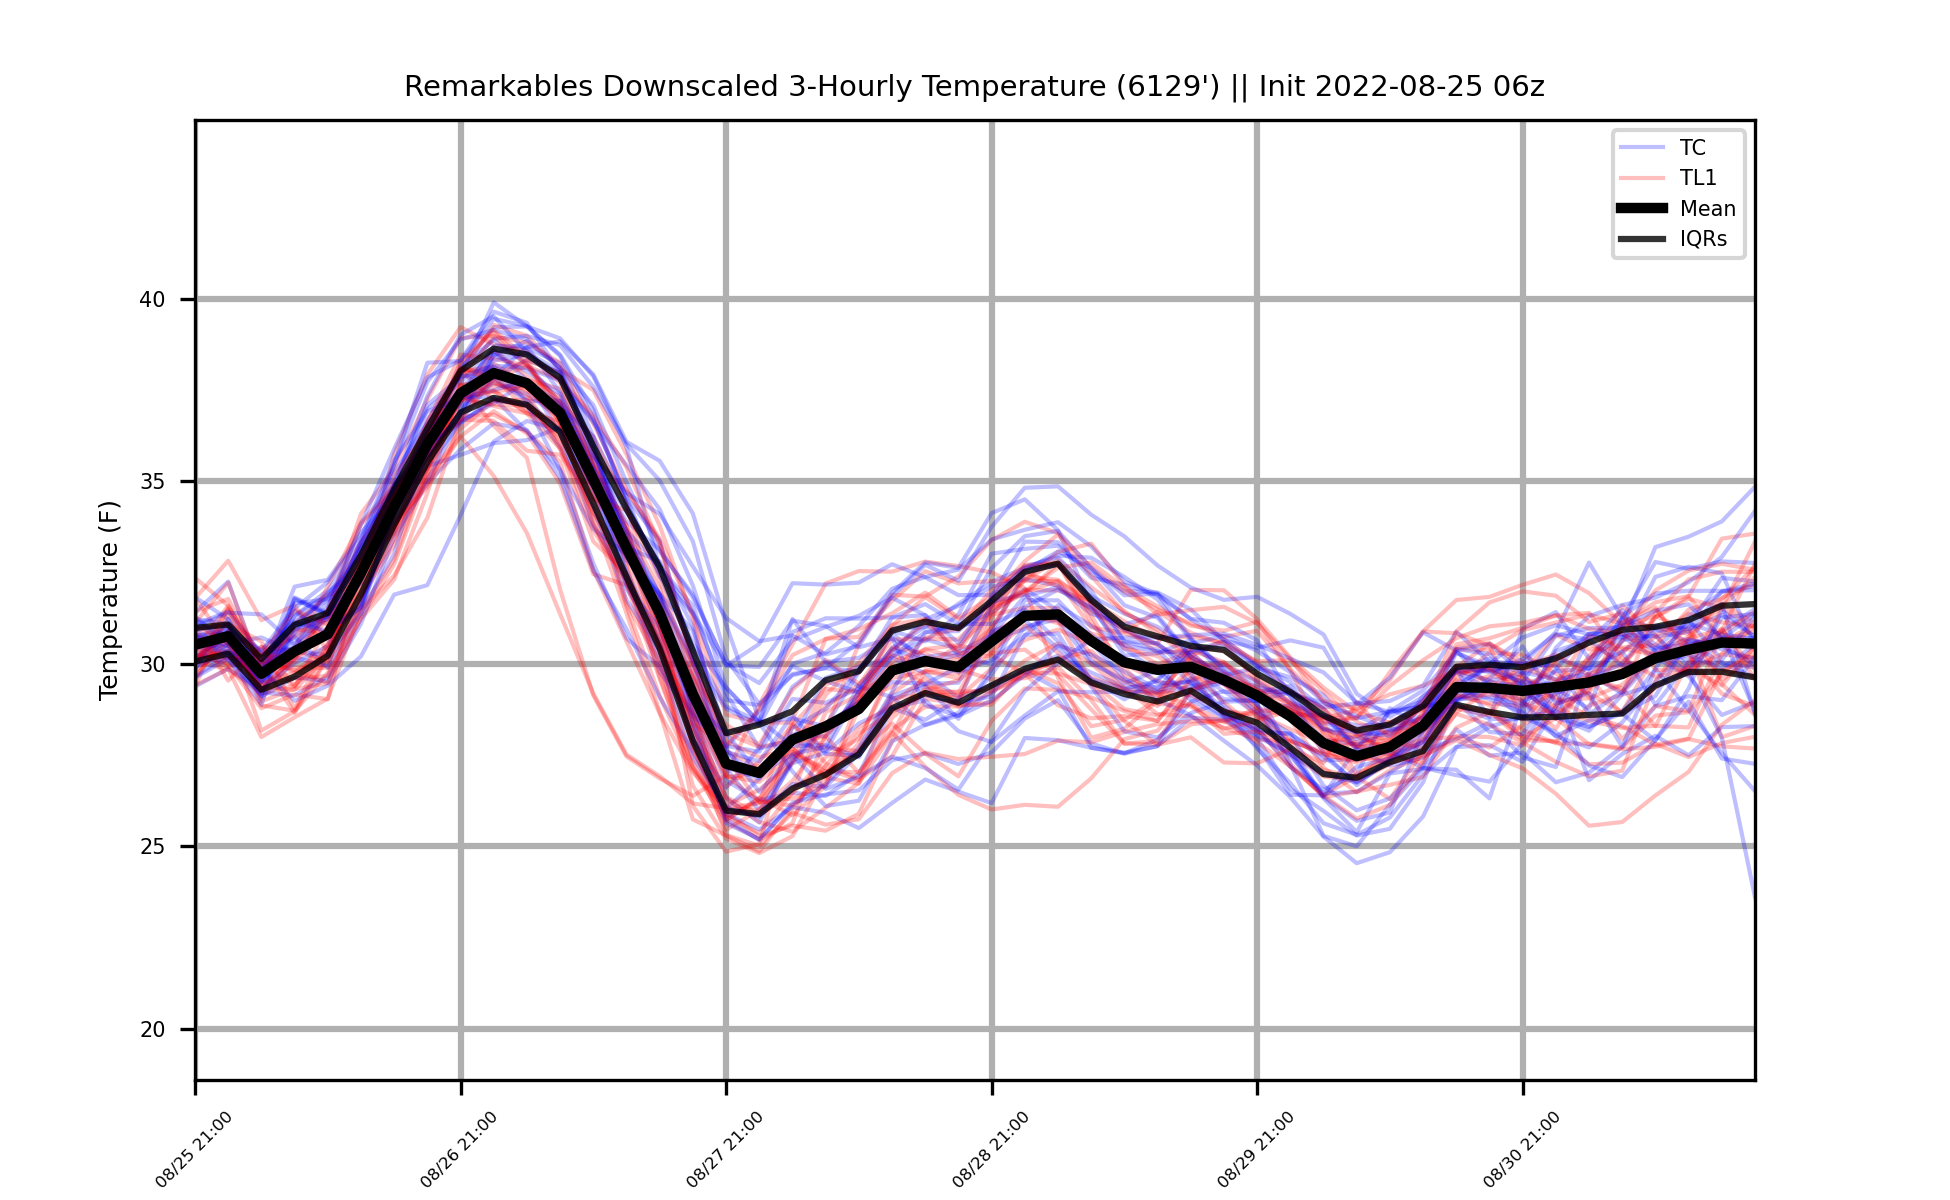 Remarkables Downscaled 3-Hourly Temperature (6129') || Init 2022-08-25 06z
TC
TL1
Mean
IQRs
Temperature (F)
40
35
30
25
20
08/25 21:00
08/26 21:00
08/27 21:00
08/28 21:00
08/29 21:00
08/30 21:00